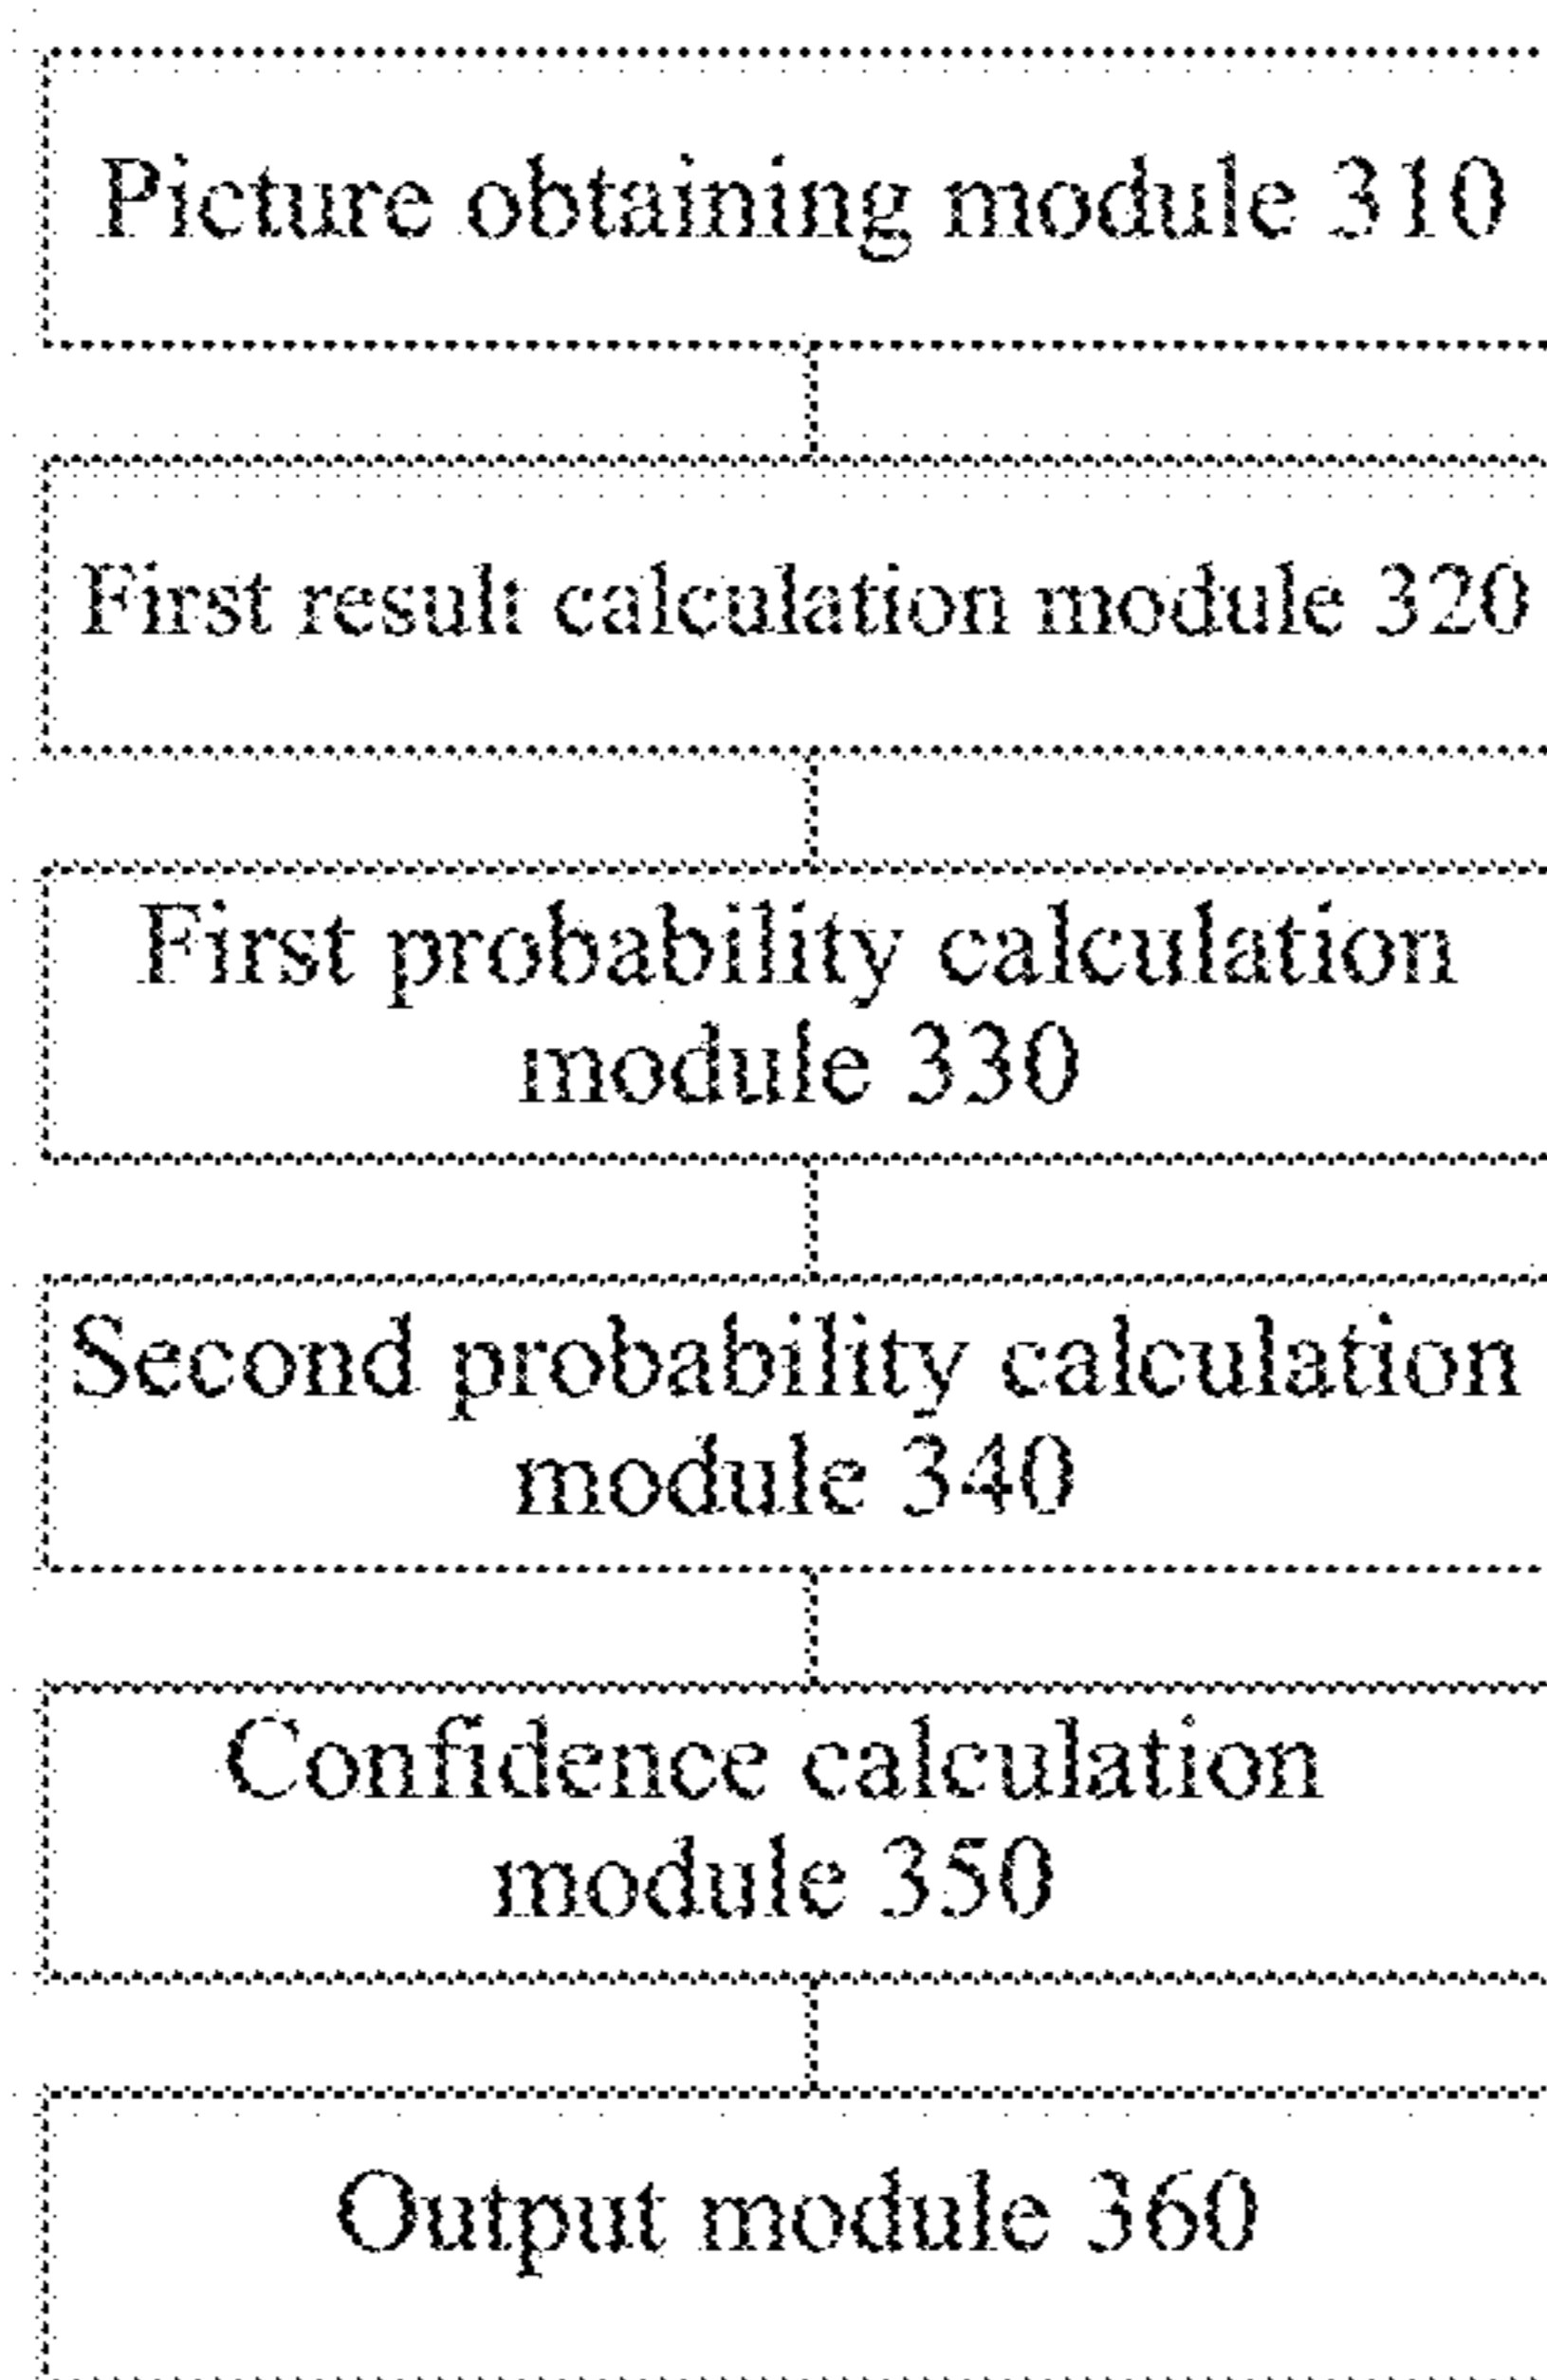 Picture obtaining module 310
First result calculation module 320
First probability calculation
module 330
Second probability calculation
module 340
Confidence calculation
module 350
Output module 360